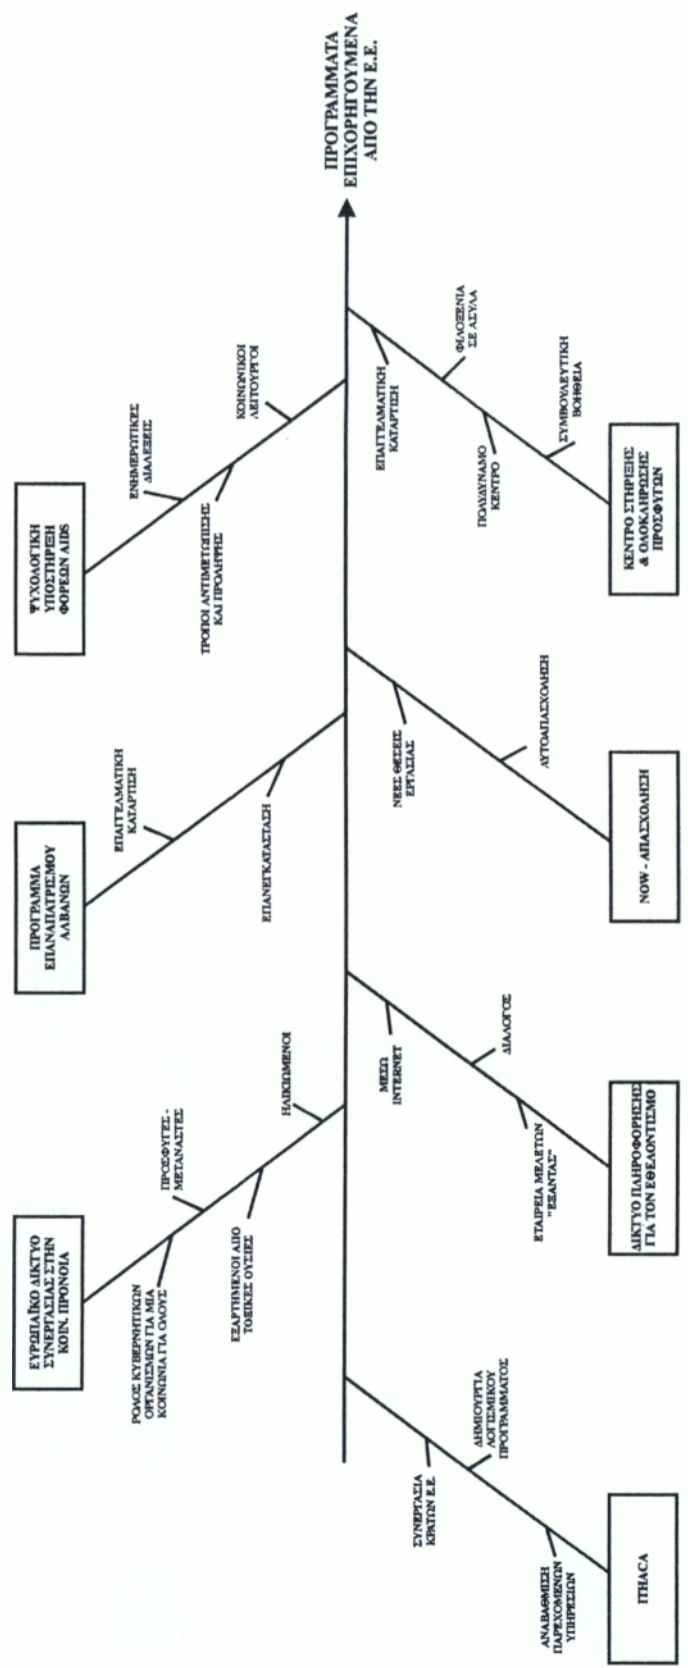 ΕΥΡΩΠΑΪΚΟ ΔΙΚΤΥΟ
ΣΥΝΕΡΓΑΣΙΑΣ ΣΤΗΝ
ΚΟΙΝ. ΠΡΟΝΟΙΑ
ΡΟΛΟΣ ΚΥΒΕΡΝΗΤΙΚΩΝ
ΟΡΓΑΝΙΣΜΩΝ ΓΙΑ ΜΙΑ
ΚΟΙΝΩΝΙΑ ΓΙΑ ΟΛΟΥΣ
ΠΡΟΣΦΥΓΕΣ -
ΜΕΤΑΝΑΣΤΕΣ
ΕΞΑΡΤΗΜΕΝΟΙ ΑΠΟ
ΤΟΞΙΚΕΣ ΟΥΣΙΕΣ
ΗΛΙΚΙΩΜΕΝΟΙ
ΠΡΟΓΡΑΜΜΑ
ΕΠΑΝΑΠΑΤΡΙΣΜΟΥ
ΑΛΒΑΝΩΝ
ΕΠΑΓΓΕΛΜΑΤΙΚΗ
ΚΑΤΑΡΤΙΣΗ
ΕΠΑΝΕΓΚΑΤΑΣΤΑΣΗ
ΨΥΧΟΛΟΓΙΚΗ
ΥΠΟΣΤΗΡΙΞΗ
ΦΟΡΕΩΝ AIDS
ΕΝΗΜΕΡΩΤΙΚΕΣ
ΔΙΑΛΕΞΕΙΣ
ΤΡΟΠΟΙ ΑΝΤΙΜΕΤΩΠΙΣΗΣ
ΚΑΙ ΠΡΟΛΗΨΗΣ
ΚΟΙΝΩΝΙΚΟΙ
ΛΕΙΤΟΥΡΓΟΙ
ΠΡΟΓΡΑΜΜΑΤΑ
ΕΠΙΧΟΡΗΓΟΥΜΕΝΑ
ΑΠΟ ΤΗΝ Ε.Ε.
ΣΥΝΕΡΓΑΣΙΑ
ΚΡΑΤΩΝ Ε.Ε.
ΔΗΜΙΟΥΡΓΙΑ
ΛΟΓΙΣΜΙΚΟΥ
ΠΡΟΓΡΑΜΜΑΤΟΣ
ΑΝΑΒΑΘΜΙΣΗ
ΠΑΡΕΧΟΜΕΝΩΝ
ΥΠΗΡΕΣΙΩΝ
ITHACA
ΜΕΣΩ
INTERNET
ΔΙΑΛΟΓΟΣ
ΕΤΑΙΡΕΙΑ ΜΕΛΕΤΩΝ
"ΕΞΑΝΤΑΣ"
ΔΙΚΤΥΟ ΠΛΗΡΟΦΟΡΗΣΗΣ
ΓΙΑ ΤΟΝ ΕΘΕΛΟΝΤΙΣΜΟ
ΝΕΕΣ ΘΕΣΕΙΣ
ΕΡΓΑΣΙΑΣ
ΑΥΤΟΑΠΑΣΧΟΛΗΣΗ
NOW - ΑΠΑΣΧΟΛΗΣΗ
ΕΠΑΓΓΕΛΜΑΤΙΚΗ
ΚΑΤΑΡΤΙΣΗ
ΦΙΛΟΞΕΝΙΑ
ΣΕ ΑΣΥΛΑ
ΠΟΛΥΔΥΝΑΜΟ
ΚΕΝΤΡΟ
ΣΥΜΒΟΥΛΕΥΤΙΚΗ
ΒΟΗΘΕΙΑ
ΚΕΝΤΡΟ ΣΤΗΡΙΞΗΣ
& ΟΛΟΚΛΗΡΩΣΗΣ
ΠΡΟΣΦΥΓΩΝ